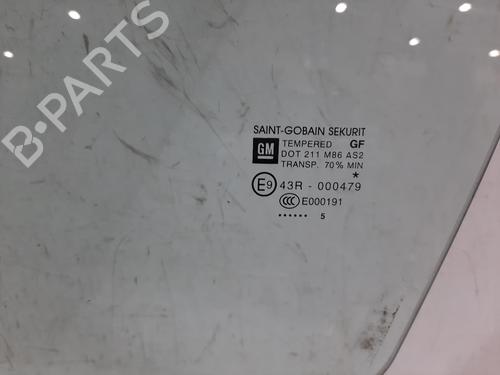 B-PARTS
SAINT-GOBAIN SEKURIT
GM TEMPERED GF
DOT 211 M86 AS2
TRANSP. 70% MIN
*
E9 43R - 000479
CCC E000191
...... 5